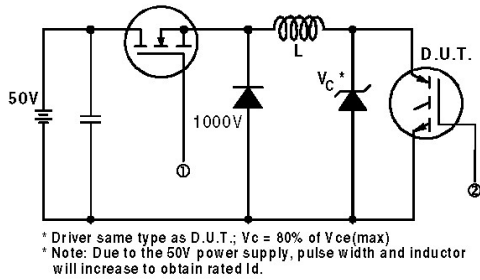 D.U.T.
L
VC *
50V
1000V
①
②
* Driver same type as D.U.T.; Vc = 80% of Vce(max)
* Note: Due to the 50V power supply, pulse width and inductor
will increase to obtain rated Id.